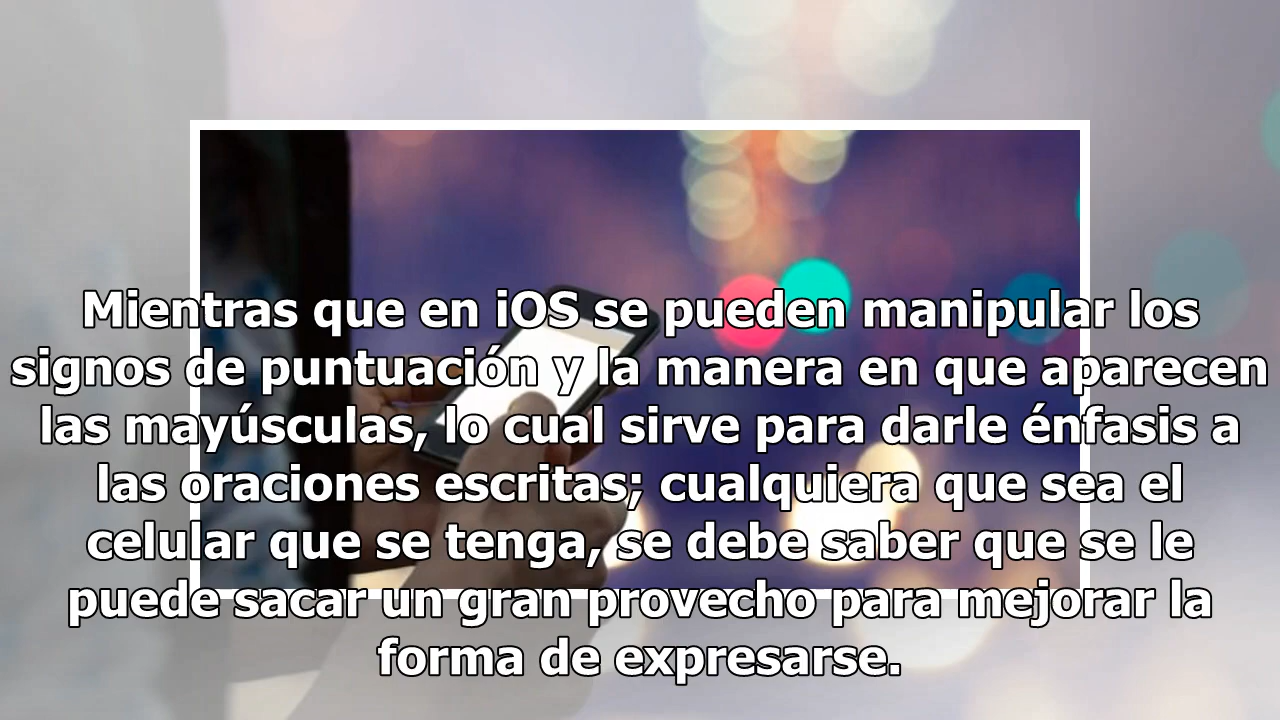 Mientras que en iOS se pueden manipular los
signos de puntuación y la manera en que aparecen
las mayúsculas, lo cual sirve para darle énfasis a
las oraciones escritas; cualquiera que sea el
celular que se tenga, se debe saber que se le
puede sacar un gran provecho para mejorar la
forma de expresarse.